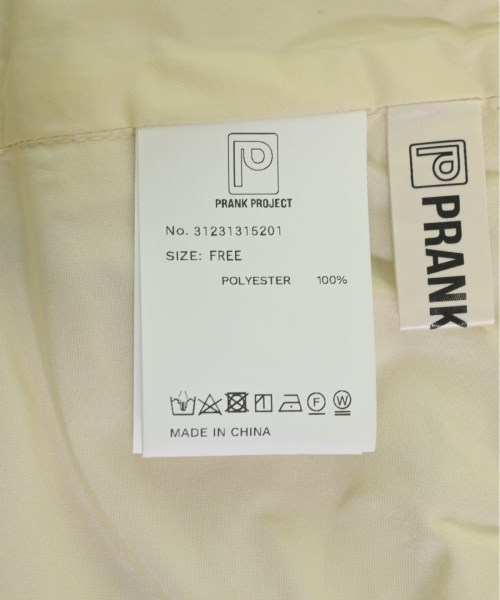 PRANK PROJECT
No. 31231315201
SIZE: FREE
POLYESTER 100%
F W
MADE IN CHINA
PRANK